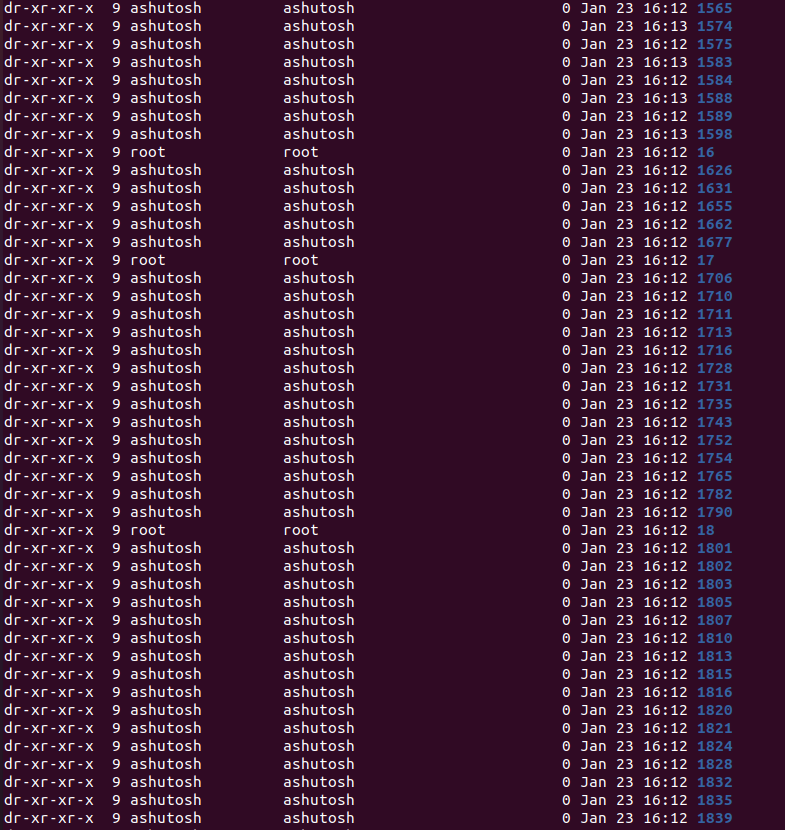 dr-xr-xr-x  9 ashutosh         ashutosh                       0 Jan 23 16:12 1565
dr-xr-xr-x  9 ashutosh         ashutosh                       0 Jan 23 16:13 1574
dr-xr-xr-x  9 ashutosh         ashutosh                       0 Jan 23 16:12 1575
dr-xr-xr-x  9 ashutosh         ashutosh                       0 Jan 23 16:13 1583
dr-xr-xr-x  9 ashutosh         ashutosh                       0 Jan 23 16:12 1584
dr-xr-xr-x  9 ashutosh         ashutosh                       0 Jan 23 16:13 1588
dr-xr-xr-x  9 ashutosh         ashutosh                       0 Jan 23 16:12 1589
dr-xr-xr-x  9 ashutosh         ashutosh                       0 Jan 23 16:13 1598
dr-xr-xr-x  9 root             root                           0 Jan 23 16:12 16
dr-xr-xr-x  9 ashutosh         ashutosh                       0 Jan 23 16:12 1626
dr-xr-xr-x  9 ashutosh         ashutosh                       0 Jan 23 16:12 1631
dr-xr-xr-x  9 ashutosh         ashutosh                       0 Jan 23 16:12 1655
dr-xr-xr-x  9 ashutosh         ashutosh                       0 Jan 23 16:12 1662
dr-xr-xr-x  9 ashutosh         ashutosh                       0 Jan 23 16:12 1677
dr-xr-xr-x  9 root             root                           0 Jan 23 16:12 17
dr-xr-xr-x  9 ashutosh         ashutosh                       0 Jan 23 16:12 1706
dr-xr-xr-x  9 ashutosh         ashutosh                       0 Jan 23 16:12 1710
dr-xr-xr-x  9 ashutosh         ashutosh                       0 Jan 23 16:12 1711
dr-xr-xr-x  9 ashutosh         ashutosh                       0 Jan 23 16:12 1713
dr-xr-xr-x  9 ashutosh         ashutosh                       0 Jan 23 16:12 1716
dr-xr-xr-x  9 ashutosh         ashutosh                       0 Jan 23 16:12 1728
dr-xr-xr-x  9 ashutosh         ashutosh                       0 Jan 23 16:12 1731
dr-xr-xr-x  9 ashutosh         ashutosh                       0 Jan 23 16:12 1735
dr-xr-xr-x  9 ashutosh         ashutosh                       0 Jan 23 16:12 1743
dr-xr-xr-x  9 ashutosh         ashutosh                       0 Jan 23 16:12 1752
dr-xr-xr-x  9 ashutosh         ashutosh                       0 Jan 23 16:12 1754
dr-xr-xr-x  9 ashutosh         ashutosh                       0 Jan 23 16:12 1765
dr-xr-xr-x  9 ashutosh         ashutosh                       0 Jan 23 16:12 1782
dr-xr-xr-x  9 ashutosh         ashutosh                       0 Jan 23 16:12 1790
dr-xr-xr-x  9 root             root                           0 Jan 23 16:12 18
dr-xr-xr-x  9 ashutosh         ashutosh                       0 Jan 23 16:12 1801
dr-xr-xr-x  9 ashutosh         ashutosh                       0 Jan 23 16:12 1802
dr-xr-xr-x  9 ashutosh         ashutosh                       0 Jan 23 16:12 1803
dr-xr-xr-x  9 ashutosh         ashutosh                       0 Jan 23 16:12 1805
dr-xr-xr-x  9 ashutosh         ashutosh                       0 Jan 23 16:12 1807
dr-xr-xr-x  9 ashutosh         ashutosh                       0 Jan 23 16:12 1810
dr-xr-xr-x  9 ashutosh         ashutosh                       0 Jan 23 16:12 1813
dr-xr-xr-x  9 ashutosh         ashutosh                       0 Jan 23 16:12 1815
dr-xr-xr-x  9 ashutosh         ashutosh                       0 Jan 23 16:12 1816
dr-xr-xr-x  9 ashutosh         ashutosh                       0 Jan 23 16:12 1820
dr-xr-xr-x  9 ashutosh         ashutosh                       0 Jan 23 16:12 1821
dr-xr-xr-x  9 ashutosh         ashutosh                       0 Jan 23 16:12 1824
dr-xr-xr-x  9 ashutosh         ashutosh                       0 Jan 23 16:12 1828
dr-xr-xr-x  9 ashutosh         ashutosh                       0 Jan 23 16:12 1832
dr-xr-xr-x  9 ashutosh         ashutosh                       0 Jan 23 16:12 1835
dr-xr-xr-x  9 ashutosh         ashutosh                       0 Jan 23 16:12 1839